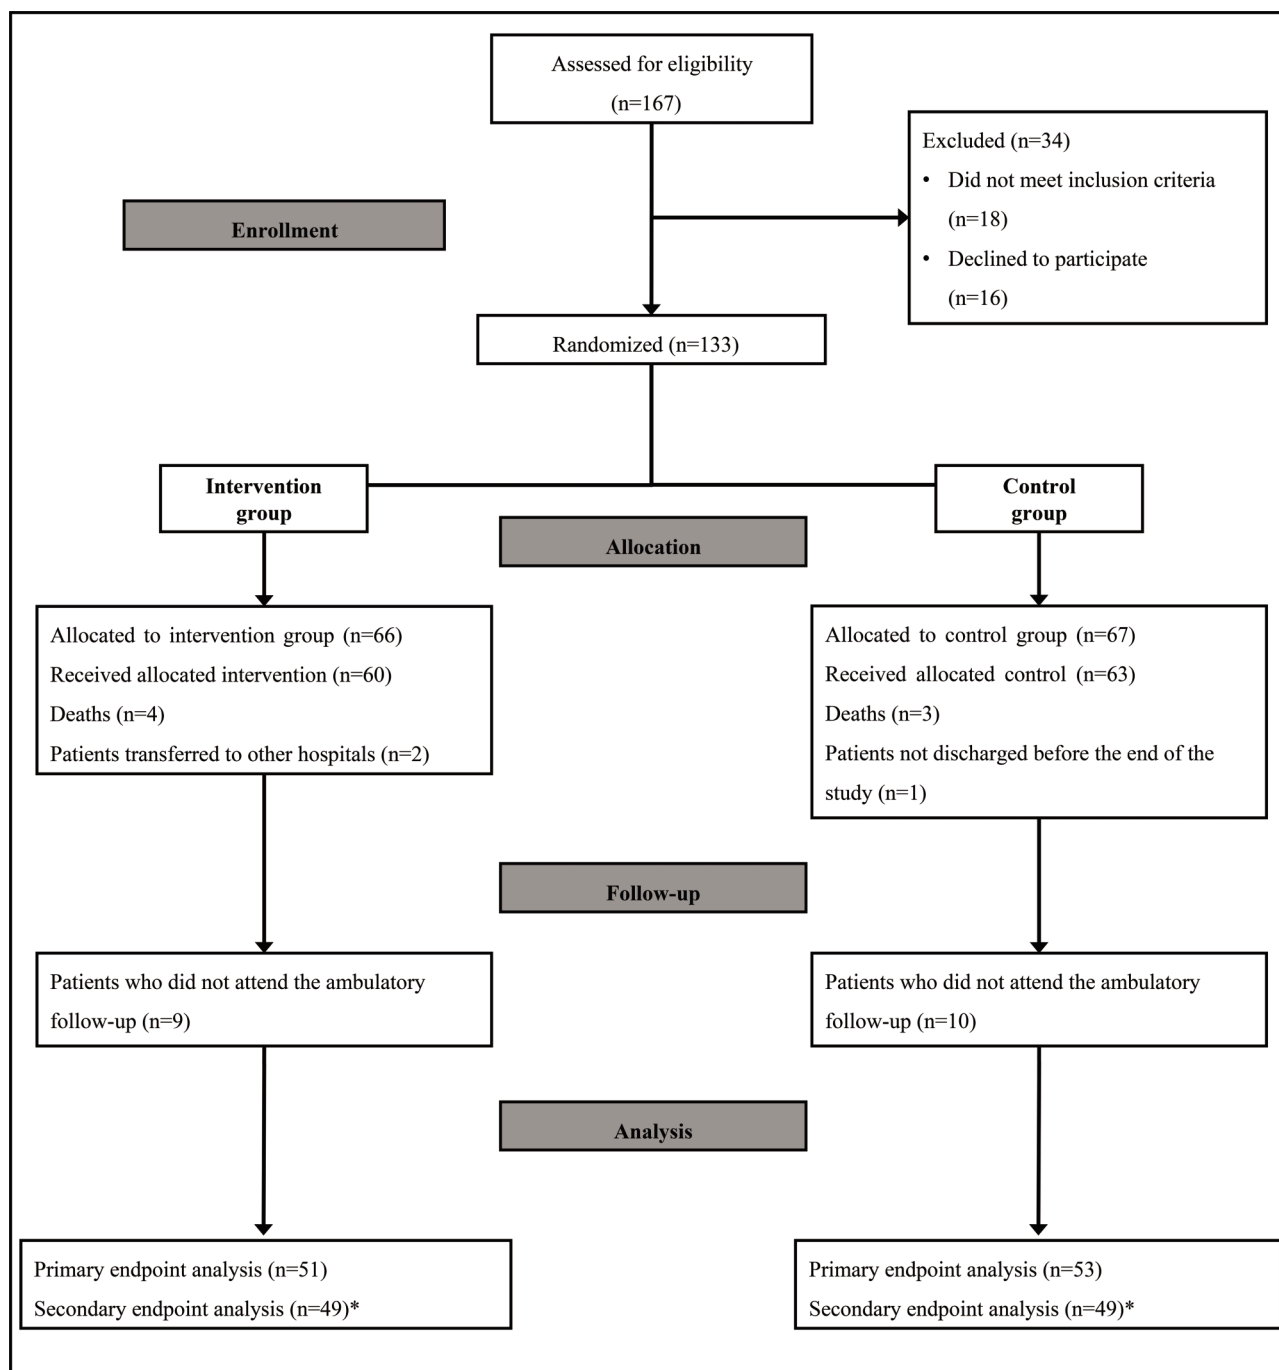 Assessed for eligibility
(n=167)
Excluded (n=34)
• Did not meet inclusion criteria
(n=18)
• Declined to participate
(n=16)
Enrollment
Randomized (n=133)
Intervention
group
Control
group
Allocation
Allocated to intervention group (n=66)
Received allocated intervention (n=60)
Deaths (n=4)
Patients transferred to other hospitals (n=2)
Allocated to control group (n=67)
Received allocated control (n=63)
Deaths (n=3)
Patients not discharged before the end of the
study (n=1)
Follow-up
Patients who did not attend the ambulatory
follow-up (n=9)
Patients who did not attend the ambulatory
follow-up (n=10)
Analysis
Primary endpoint analysis (n=51)
Secondary endpoint analysis (n=49)*
Primary endpoint analysis (n=53)
Secondary endpoint analysis (n=49)*